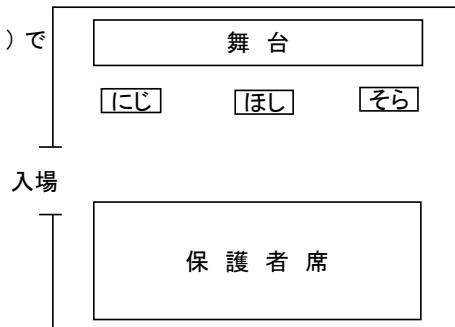 ）で
舞 台
にじ ほし そら
入場
保 護 者 席